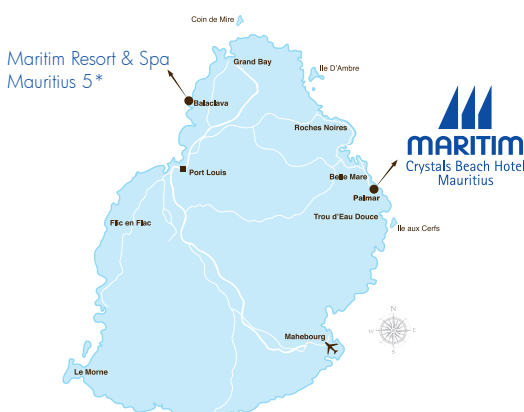 Coin de Mire
Maritim Resort & Spa
Mauritius 5*
Grand Bay
Ile D'Ambre
Balaclava
Roches Noires
MARITIM
Crystals Beach Hotel
Mauritius
Port Louis
Belle Mare
Palmar
Trou d'Eau Douce
Flic en Flac
Ile aux Cerfs
N
W
E
S
Mahebourg
Le Morne